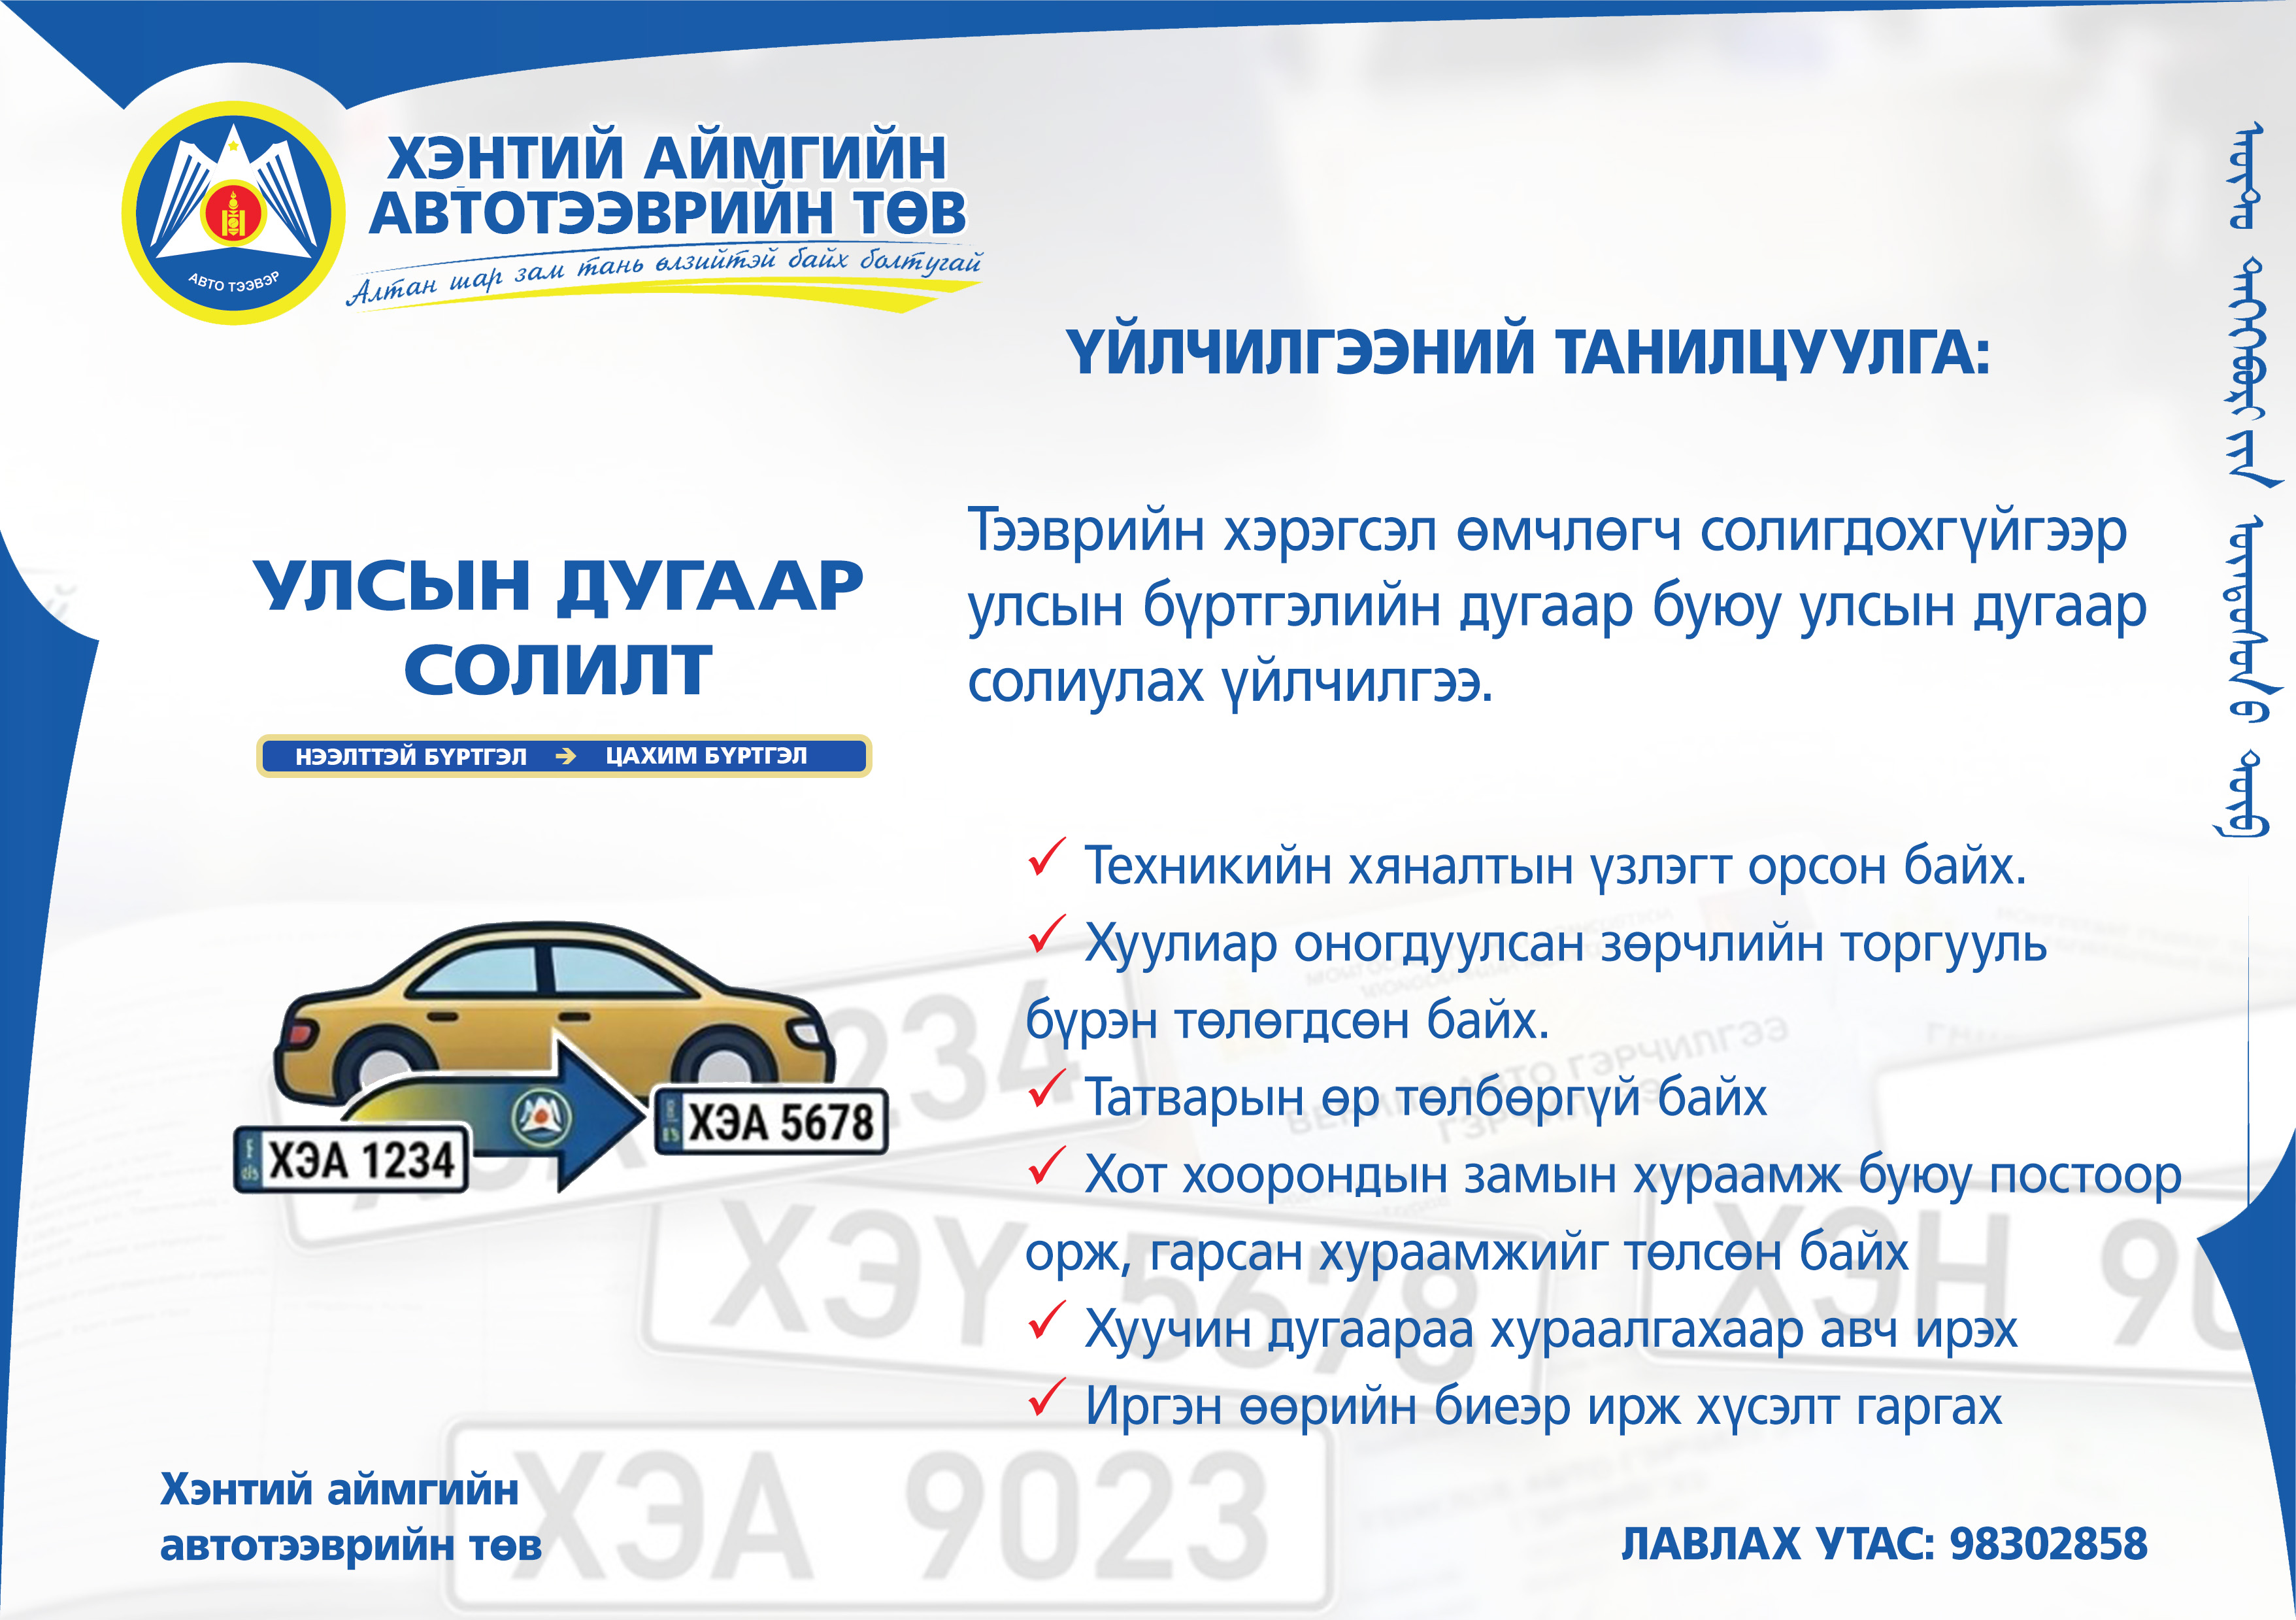 ХЭНТИЙ АЙМГИЙН
АВТОТЭЭВРИЙН ТӨВ
Алтан шар зам тань өлзийтэй байх болтугай
АВТО ТЭЭВЭР
ҮЙЛЧИЛГЭЭНИЙ ТАНИЛЦУУЛГА:
УЛСЫН ДУГААР
СОЛИЛТ
НЭЭЛТТЭЙ БҮРТГЭЛ ➔ ЦАХИМ БҮРТГЭЛ
Тээврийн хэрэгсэл өмчлөгч солигдохгүйгээр
улсын бүртгэлийн дугаар буюу улсын дугаар
солиулах үйлчилгээ.
✓ Техникийн хяналтын үзлэгт орсон байх.
✓ Хуулиар оногдуулсан зөрчлийн торгууль
бүрэн төлөгдсөн байх.
✓ Татварын өр төлбөргүй байх
✓ Хот хоорондын замын хураамж буюу постоор
орж, гарсан хураамжийг төлсөн байх
✓ Хуучин дугаараа хураалгахаар авч ирэх
✓ Иргэн өөрийн биеэр ирж хүсэлт гаргах
ХЭА 1234
ХЭА 5678
ХЭҮ 5678
ХЭН 90
ХЭА 9023
Хэнтий аймгийн
автотээврийн төв
ЛАВЛАХ УТАС: 98302858